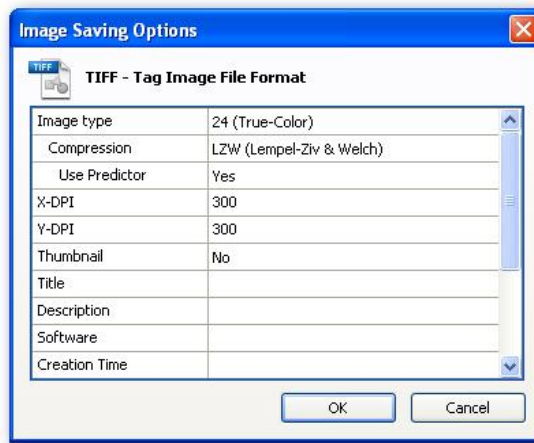 Image Saving Options
TIFF
TIFF - Tag Image File Format
Image type 24 (True-Color)
Compression LZW (Lempel-Ziv & Welch)
Use Predictor Yes
X-DPI 300
Y-DPI 300
Thumbnail No
Title
Description
Software
Creation Time
OK Cancel